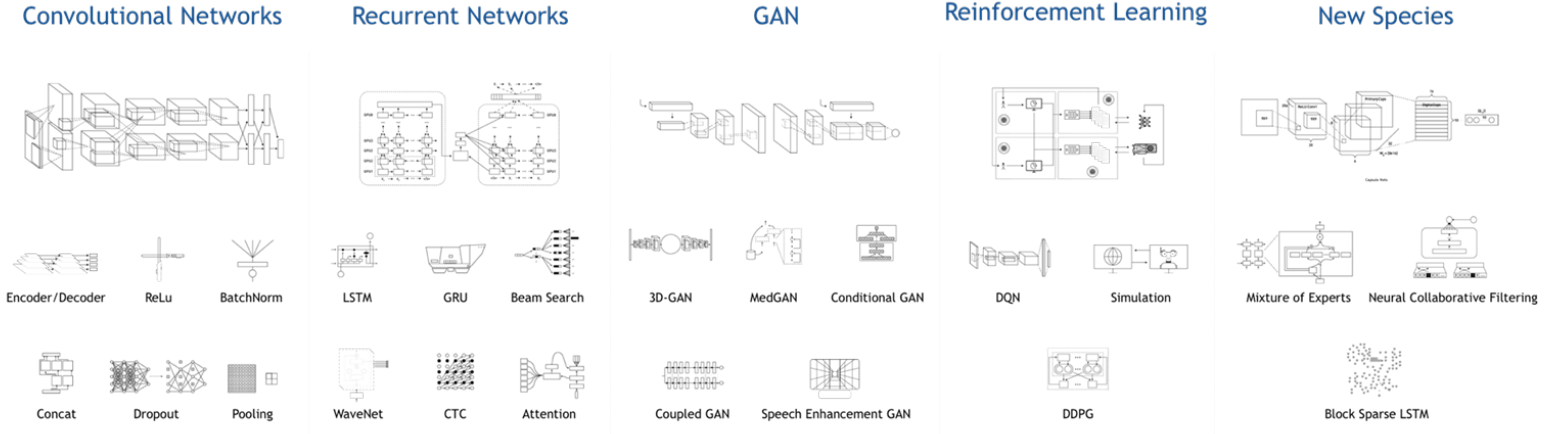 Convolutional Networks
Recurrent Networks
GAN
Reinforcement Learning
New Species
Encoder/Decoder
ReLu
BatchNorm
LSTM
GRU
Beam Search
3D-GAN
MedGAN
Conditional GAN
DQN
Simulation
Mixture of Experts
Neural Collaborative Filtering
Concat
Dropout
Pooling
WaveNet
CTC
Attention
Coupled GAN
Speech Enhancement GAN
DDPG
Block Sparse LSTM